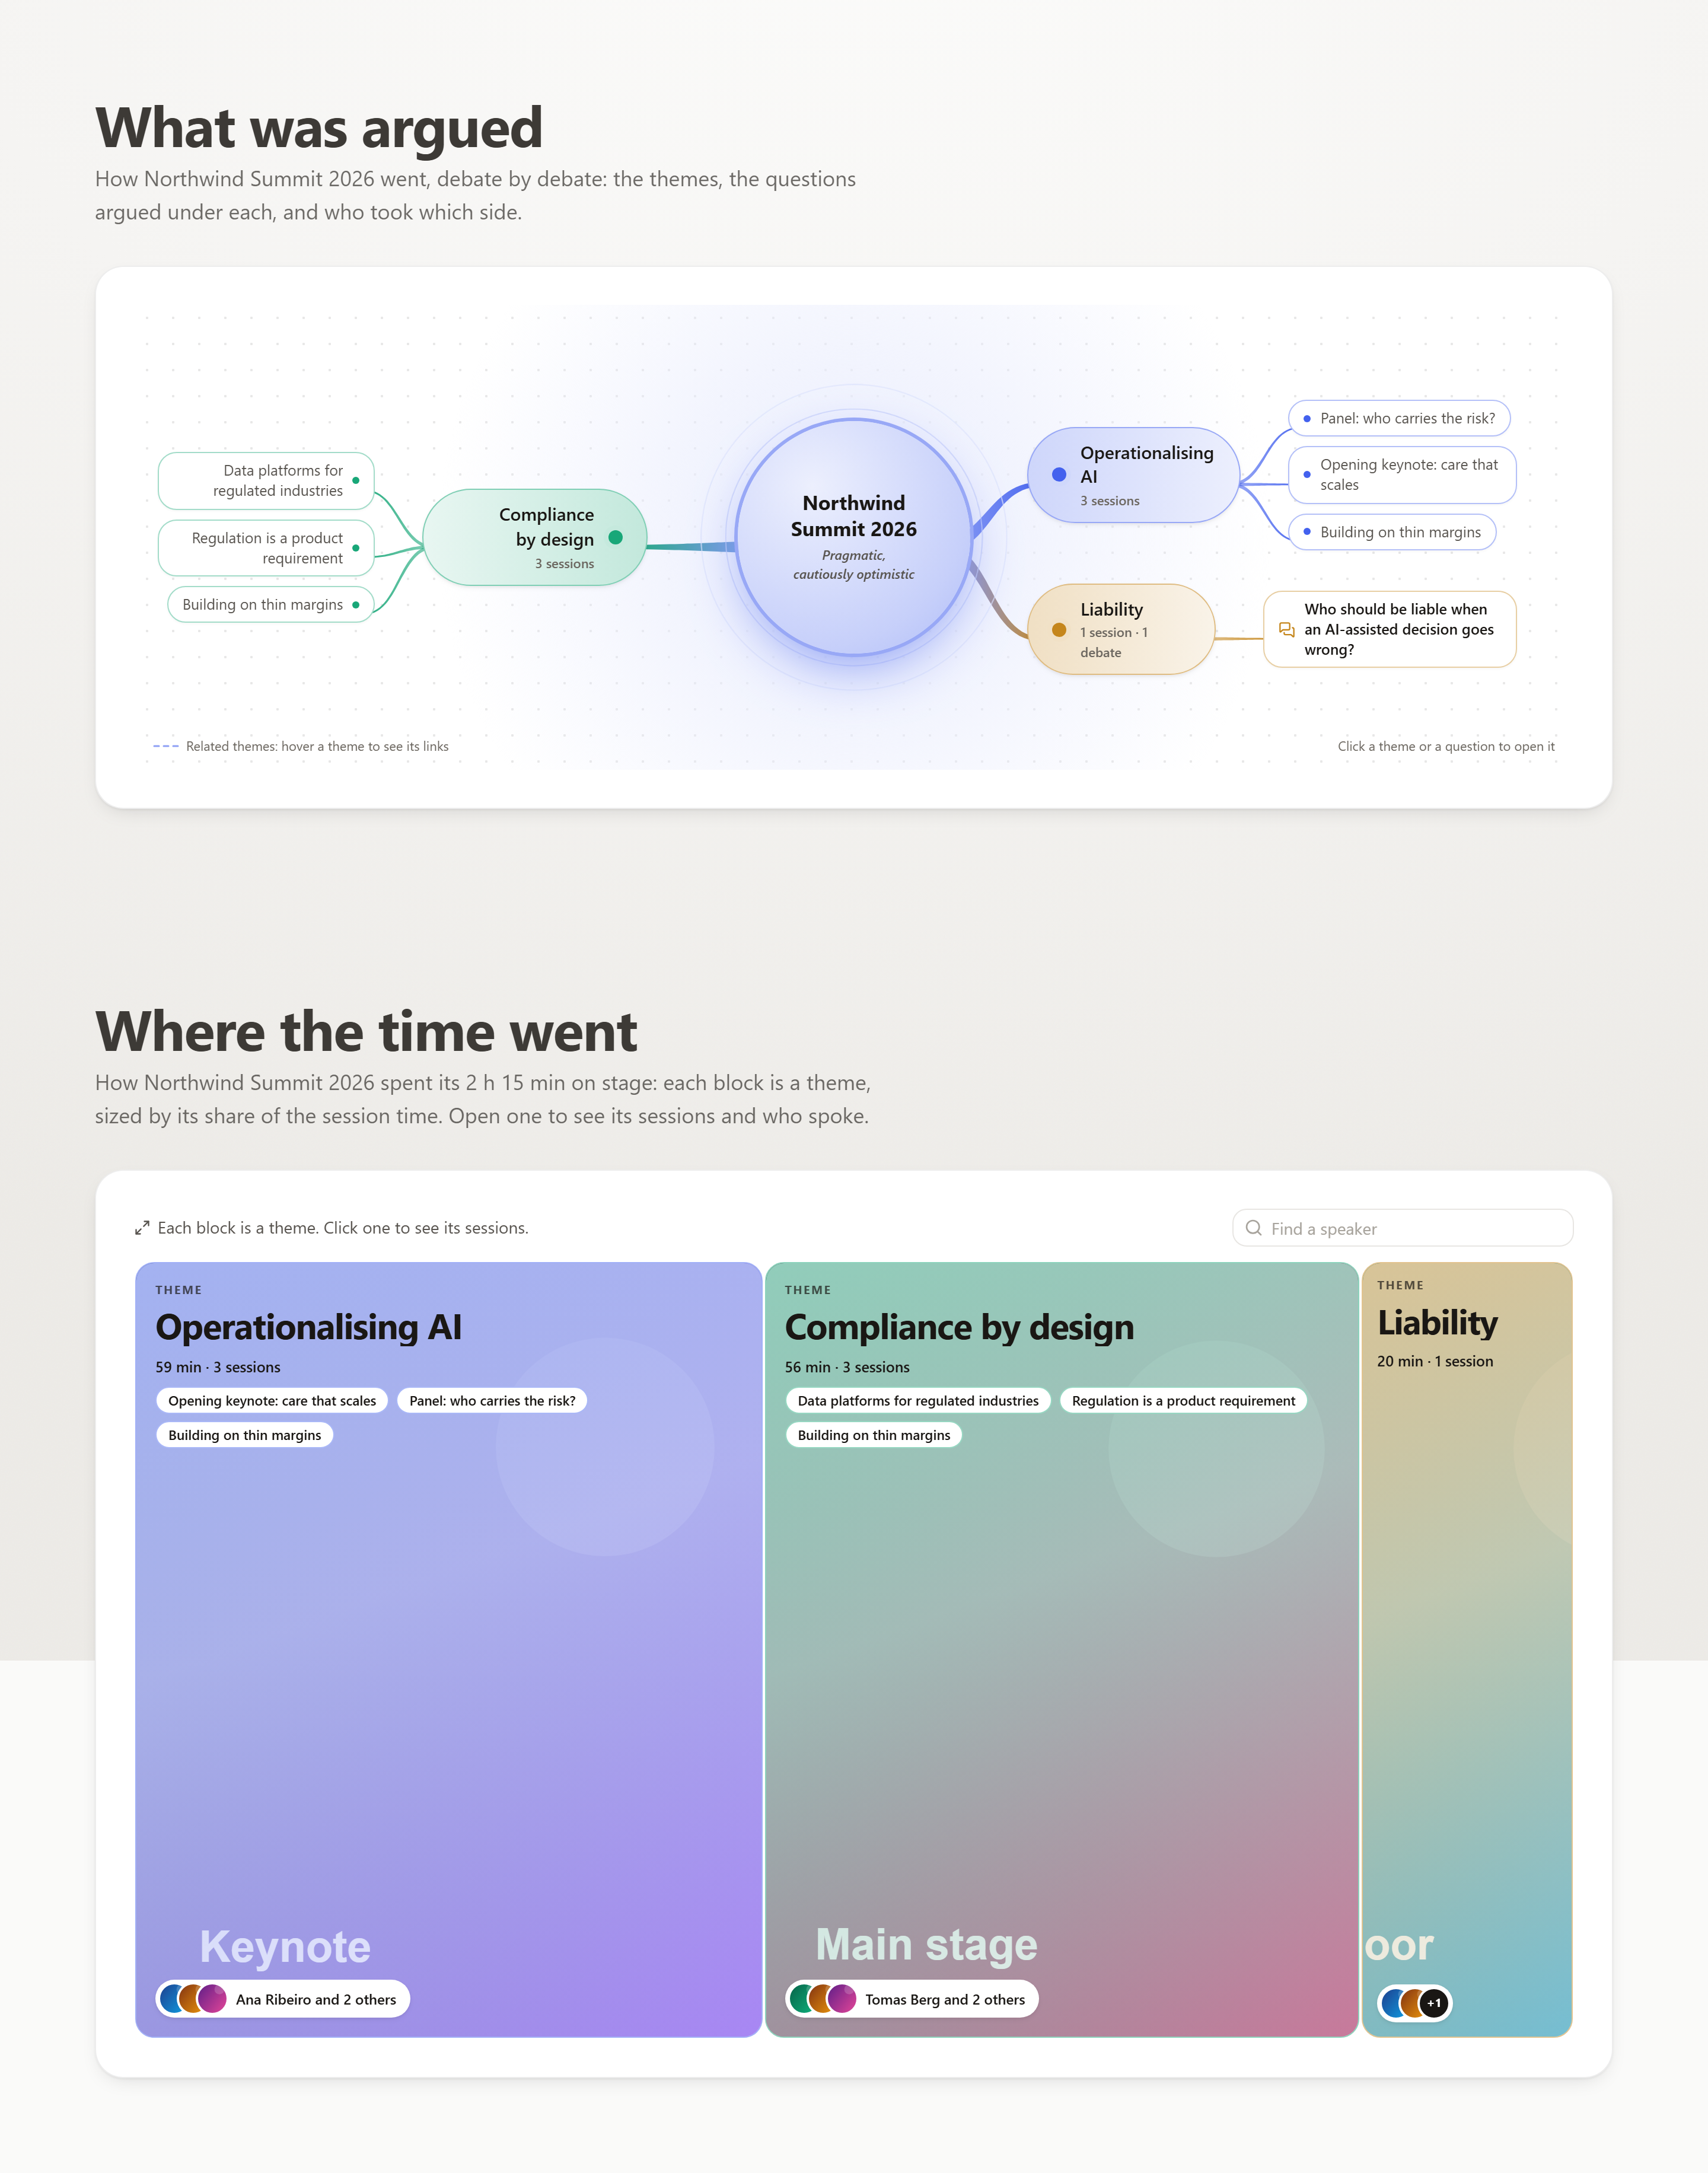 What was argued
How Northwind Summit 2026 went, debate by debate: the themes, the questions
argued under each, and who took which side.
Data platforms for
regulated industries
Regulation is a product
requirement
Building on thin margins
Compliance
by design
3 sessions
Northwind
Summit 2026
Pragmatic,
cautiously optimistic
Operationalising
AI
3 sessions
Panel: who carries the risk?
Opening keynote: care that
scales
Building on thin margins
Liability
1 session · 1
debate
Who should be liable when
an AI-assisted decision goes
wrong?
Related themes: hover a theme to see its links
Click a theme or a question to open it
Where the time went
How Northwind Summit 2026 spent its 2 h 15 min on stage: each block is a theme,
sized by its share of the session time. Open one to see its sessions and who spoke.
Each block is a theme. Click one to see its sessions.
Find a speaker
THEME
Operationalising AI
59 min · 3 sessions
Opening keynote: care that scales
Panel: who carries the risk?
Building on thin margins
Keynote
Ana Ribeiro and 2 others
THEME
Compliance by design
56 min · 3 sessions
Data platforms for regulated industries
Regulation is a product requirement
Building on thin margins
Main stage
Tomas Berg and 2 others
THEME
Liability
20 min · 1 session
oor
+1